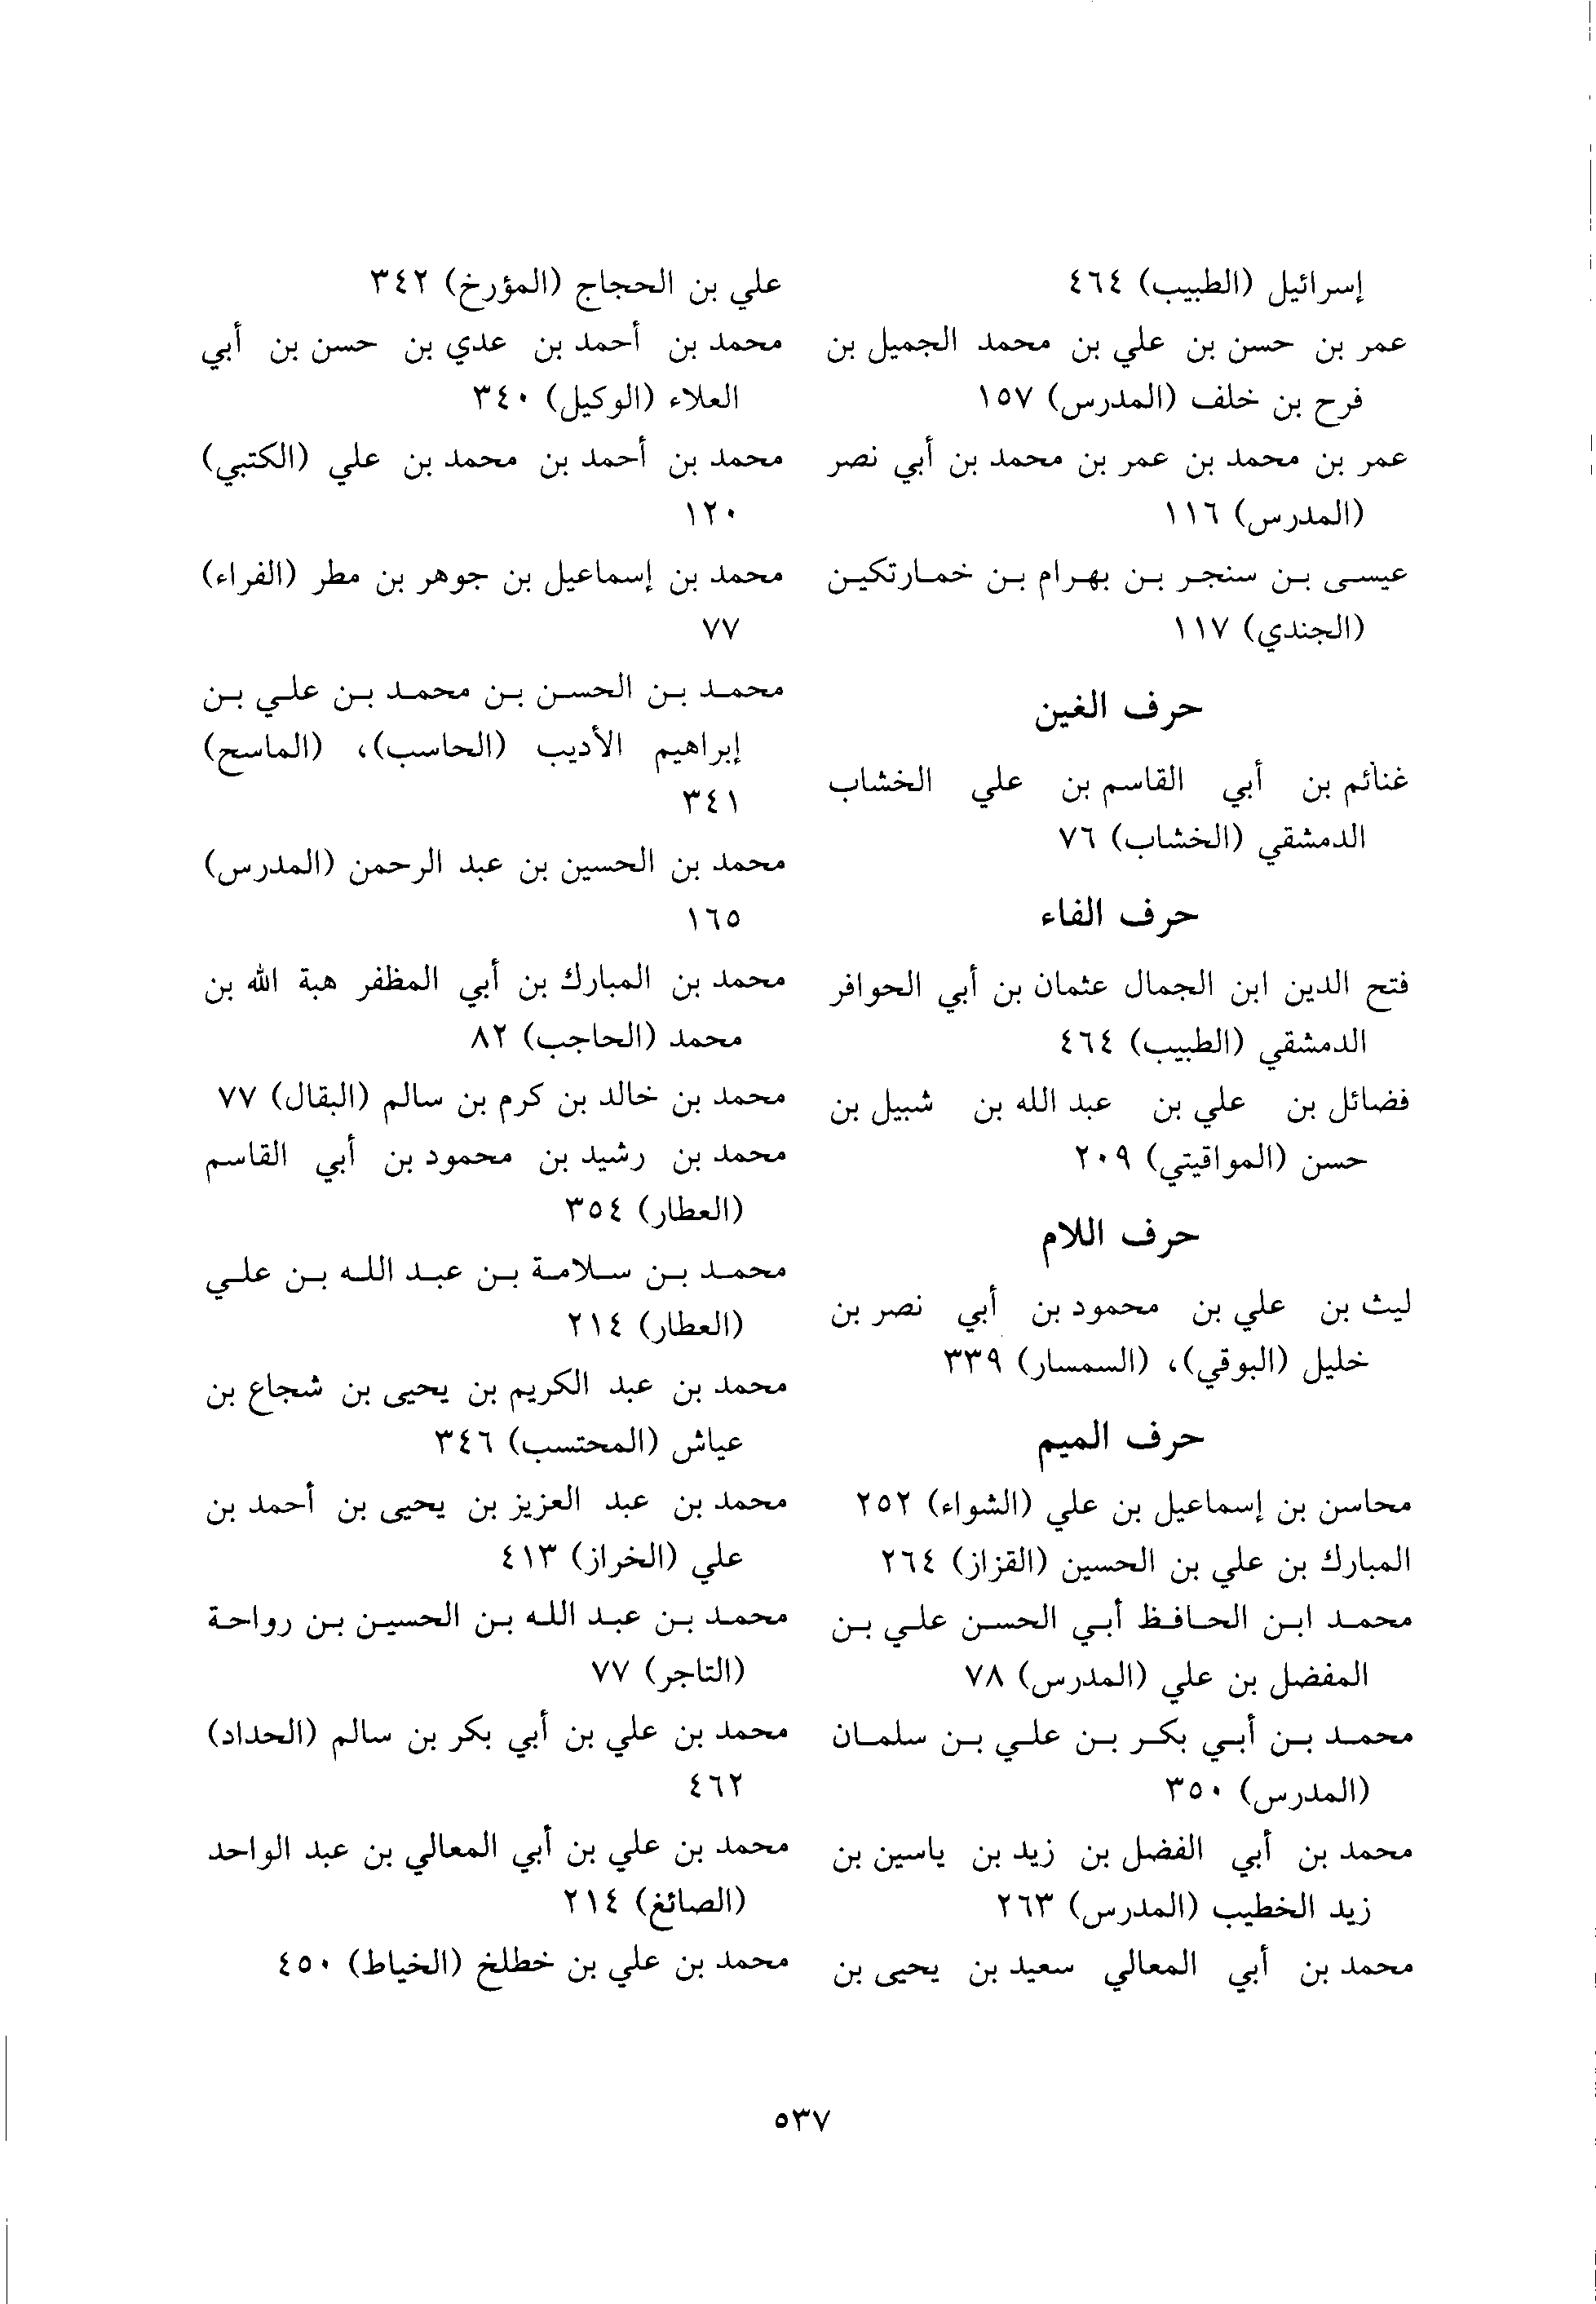 إسرائيل (الطبيب) ٤٦٤
عمر بن حسن بن علي بن محمد الجميل بن
فرح بن خلف (المدرس) ١٥٧
عمر بن محمد بن عمر بن محمد بن أبي نصر
(المدرس) ١١٦
عيسى بن سنجر بن بهرام بن خمارتكين
(الجندي) ١١٧
حرف الغين
غنائم بن أبي القاسم بن علي الخشاب
الدمشقي (الخشاب) ٧٦
حرف الفاء
فتح الدين ابن الجمال عثمان بن أبي الحوافر
الدمشقي (الطبيب) ٤٦٤
فضائل بن علي بن عبد الله بن شبيل بن
حسن (المواقيتي) ٢٠٩
حرف اللام
ليث بن علي بن محمود بن أبي نصر بن
خليل (البوقي)، (السمسار) ٣٣٩
حرف الميم
محاسن بن إسماعيل بن علي (الشواء) ٢٥٢
المبارك بن علي بن الحسين (القزاز) ٢٦٤
محمد ابن الحافظ أبي الحسن علي بن
المفضل بن علي (المدرس) ٧٨
محمد بن أبي بكر بن علي بن سلمان
(المدرس) ٣٥٠
محمد بن أبي الفضل بن زيد بن ياسين بن
زيد الخطيب (المدرس) ٢٦٣
محمد بن أبي المعالي سعيد بن يحيى بن
علي بن الحجاج (المؤرخ) ٣٤٢
محمد بن أحمد بن عدي بن حسن بن أبي
العلاء (الوكيل) ٣٤٠
محمد بن أحمد بن محمد بن علي (الكتبي)
١٢٠
محمد بن إسماعيل بن جوهر بن مطر (الفراء)
٧٧
محمد بن الحسن بن محمد بن علي بن
إبراهيم الأديب (الحاسب)، (الماسح)
٣٤١
محمد بن الحسين بن عبد الرحمن (المدرس)
١٦٥
محمد بن المبارك بن أبي المظفر هبة الله بن
محمد (الحاجب) ٨٢
محمد بن خالد بن كرم بن سالم (البقال) ٧٧
محمد بن رشيد بن محمود بن أبي القاسم
(العطار) ٣٥٤
محمد بن سلامة بن عبد الله بن علي
(العطار) ٢١٤
محمد بن عبد الكريم بن يحيى بن شجاع بن
عياش (المحتسب) ٣٤٦
محمد بن عبد العزيز بن يحيى بن أحمد بن
علي (الخراز) ٤١٣
محمد بن عبد الله بن الحسين بن رواحة
(التاجر) ٧٧
محمد بن علي بن أبي بكر بن سالم (الحداد)
٤٦٢
محمد بن علي بن أبي المعالي بن عبد الواحد
(الصائغ) ٢١٤
محمد بن علي بن خطلخ (الخياط) ٤٥٠
٥٣٧